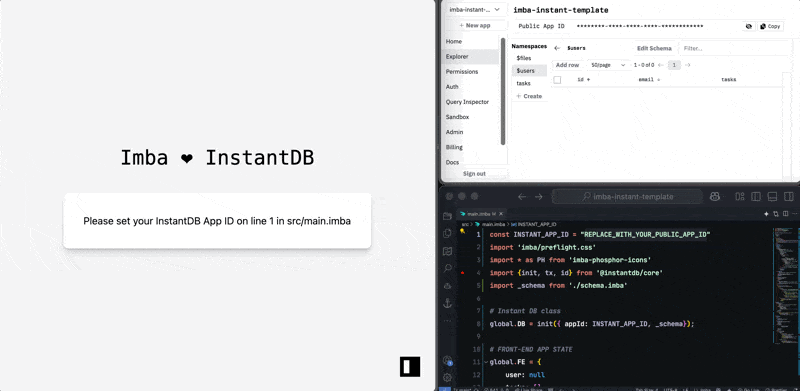 Imba ❤ InstantDB
Please set your InstantDB App ID on line 1 in src/main.imba
imba-instant-...
+ New app
Home
Explorer
Permissions
Auth
Query Inspector
Sandbox
Admin
Billing
Docs
Sign out
imba-instant-template
Public App ID ********-****-****-****-************
Copy
Namespaces
$files
$users
tasks
+ Create
← $users Edit Schema Filter...
Add row 50/page 1 - 0 of 0 ← 1 →
id email tasks
imba-instant-template
main.imba M
src > main.imba > INSTANT_APP_ID
1 const INSTANT_APP_ID = "REPLACE_WITH_YOUR_PUBLIC_APP_ID"
2 import 'imba/preflight.css'
3 import * as PH from 'imba-phosphor-icons'
4 import {init, tx, id} from '@instantdb/core'
5 import _schema from './schema.imba'
6
7 # Instant DB class
8 global.DB = init({ appId: INSTANT_APP_ID, _schema});
9
10 # FRONT-END APP STATE
11 global.FE = {
12 user: null